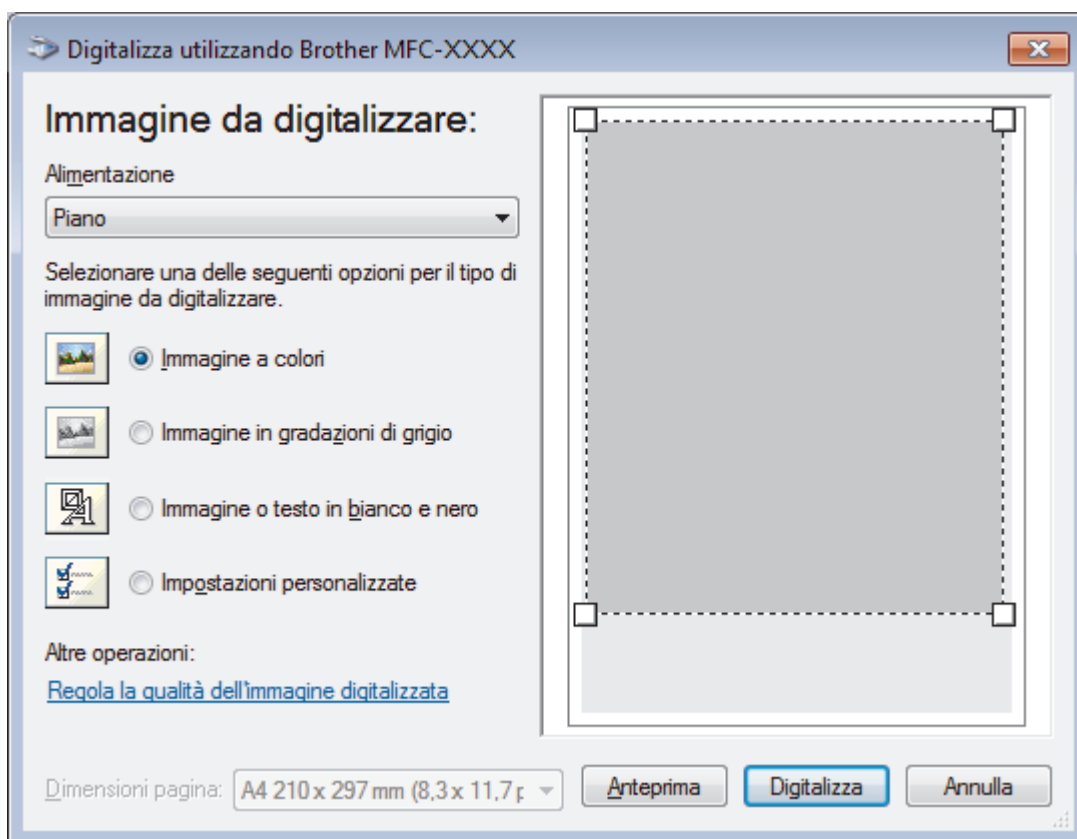 Digitalizza utilizzando Brother MFC-XXXX
Immagine da digitalizzare:
Alimentazione
Piano
Selezionare una delle seguenti opzioni per il tipo di
immagine da digitalizzare.
Immagine a colori
Immagine in gradazioni di grigio
Immagine o testo in bianco e nero
Impostazioni personalizzate
Altre operazioni:
Regola la qualità dell'immagine digitalizzata
Dimensioni pagina: A4 210 x 297 mm (8,3 x 11,7 p
Anteprima Digitalizza Annulla